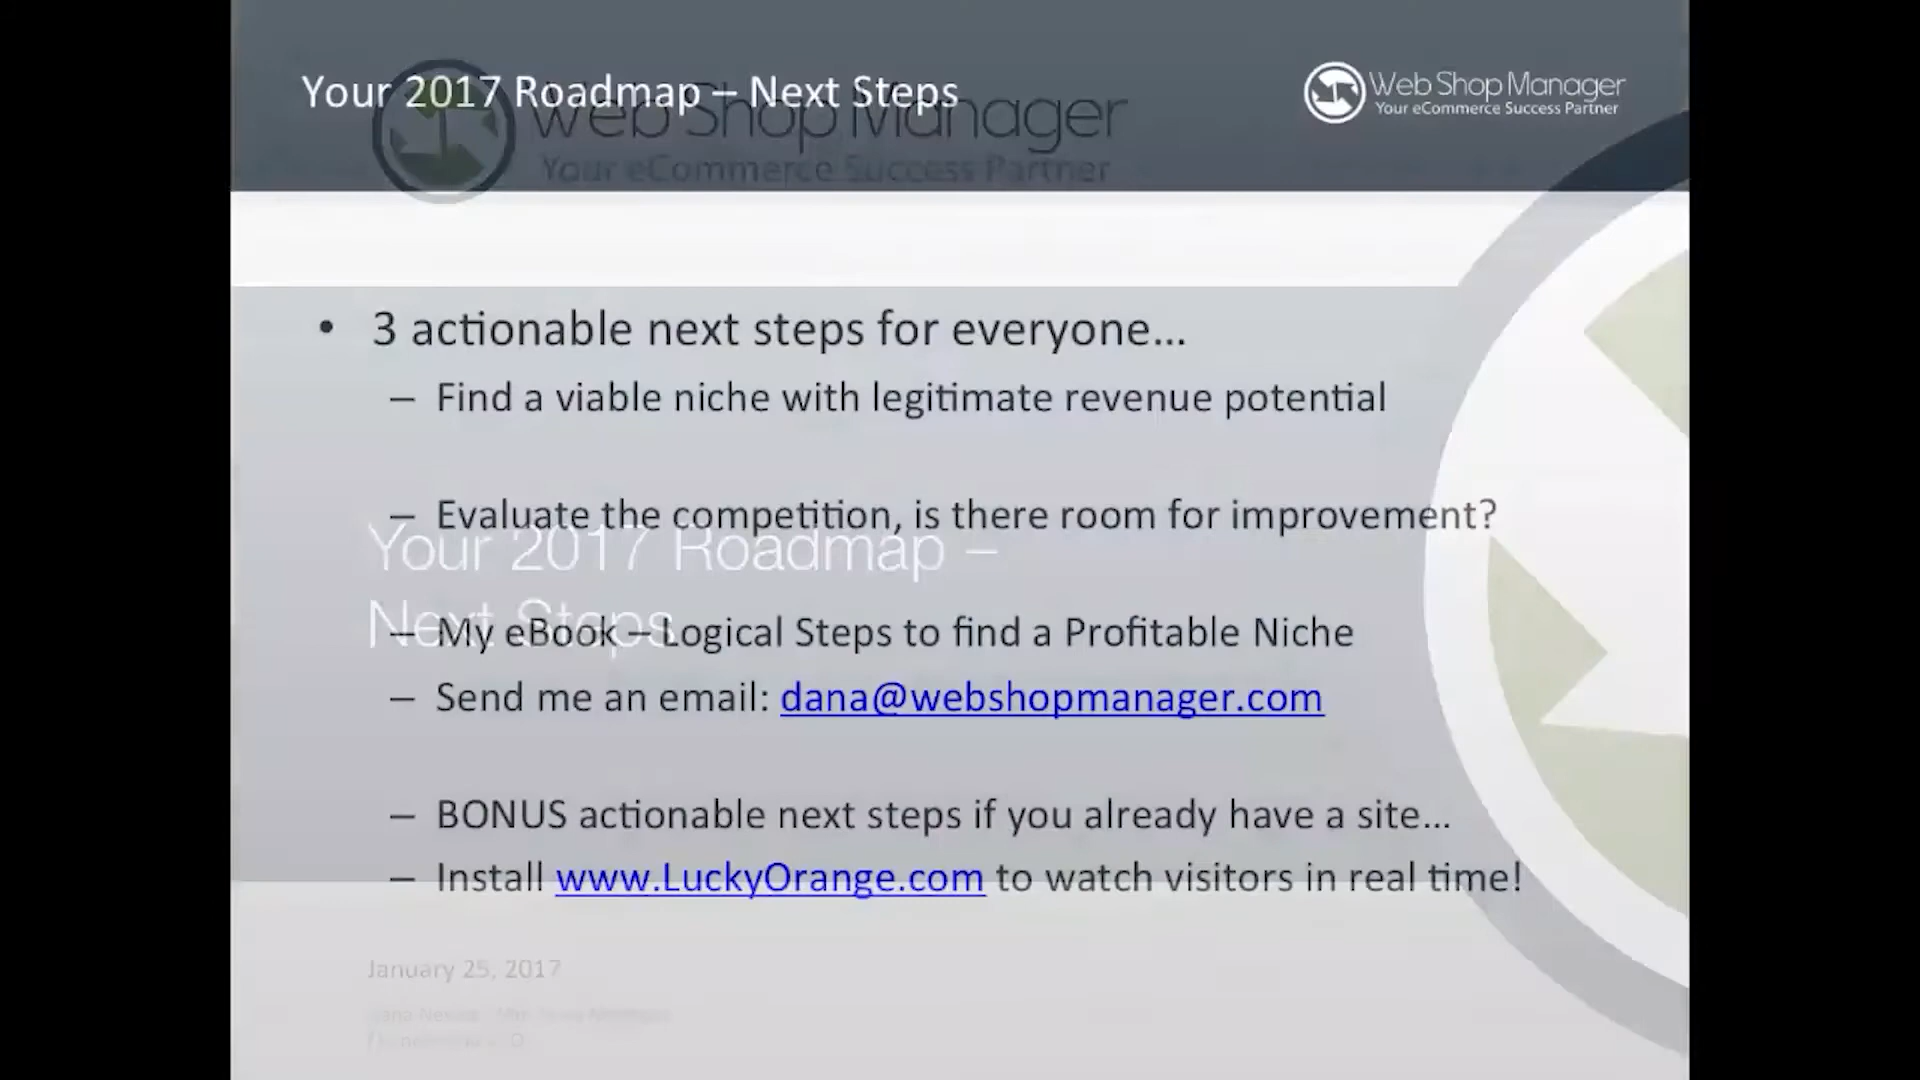 Your 2017 Roadmap – Next Steps
Web Shop Manager
Your eCommerce Success Partner
Web Shop Manager
Your eCommerce Success Partner
• 3 actionable next steps for everyone...
– Find a viable niche with legitimate revenue potential
– Evaluate the competition, is there room for improvement?
Your 2017 Roadmap –
Next Steps
– My eBook – Logical Steps to find a Profitable Niche
– Send me an email: dana@webshopmanager.com
– BONUS actionable next steps if you already have a site...
– Install www.LuckyOrange.com to watch visitors in real time!
January 25, 2017